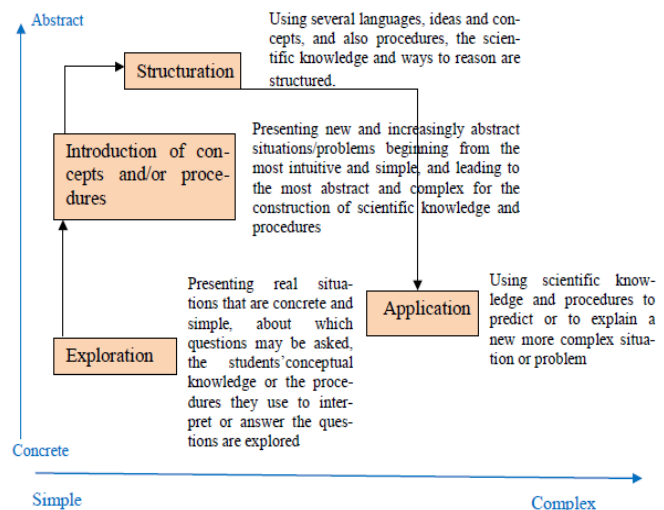 Abstract
Using several languages, ideas and con-
cepts, and also procedures, the scien-
tific knowledge and ways to reason are
structured.
Structuration
Introduction of con-
cepts and/or proce-
dures
Presenting new and increasingly abstract
situations/problems beginning from the
most intuitive and simple, and leading to
the most abstract and complex for the
construction of scientific knowledge and
procedures
Exploration
Presenting real situa-
tions that are concrete and
simple, about which
questions may be asked,
the students'conceptual
knowledge or the proce-
dures they use to inter-
pret or answer the ques-
tions are explored
Application
Using scientific know-
ledge and procedures to
predict or to explain a
new more complex situa-
tion or problem
Concrete
Simple
Complex